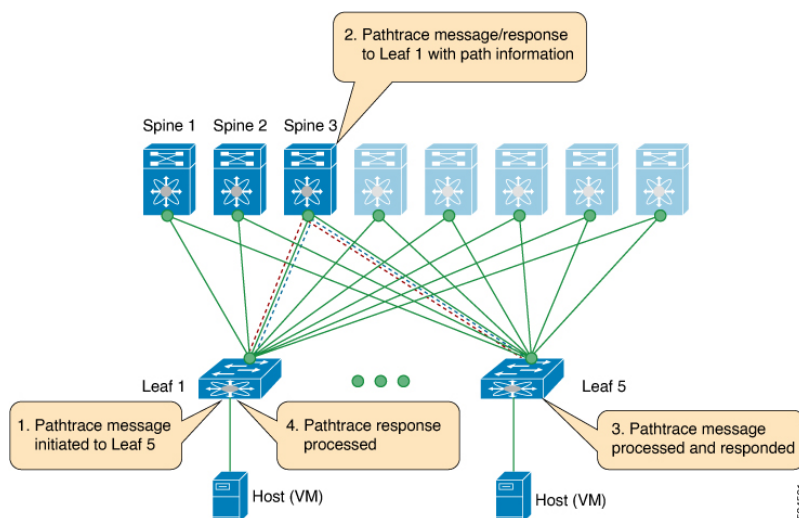 2. Pathtrace message/response
to Leaf 1 with path information
Spine 1
Spine 2
Spine 3
Leaf 1
Leaf 5
1. Pathtrace message
initiated to Leaf 5
4. Pathtrace response
processed
3. Pathtrace message
processed and responded
Host (VM)
Host (VM)